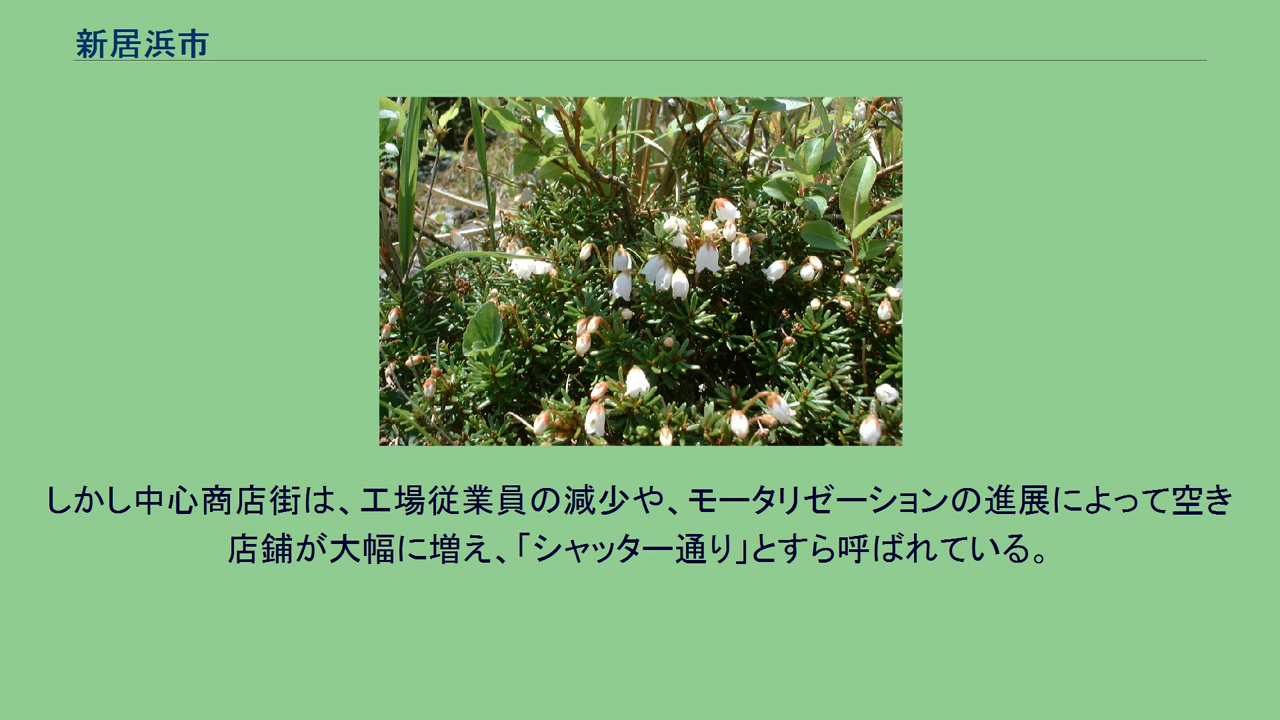 新居浜市
しかし中心商店街は、工場従業員の減少や、モータリゼーションの進展によって空き
店鋪が大幅に増え、「シャッター通り」とすら呼ばれている。